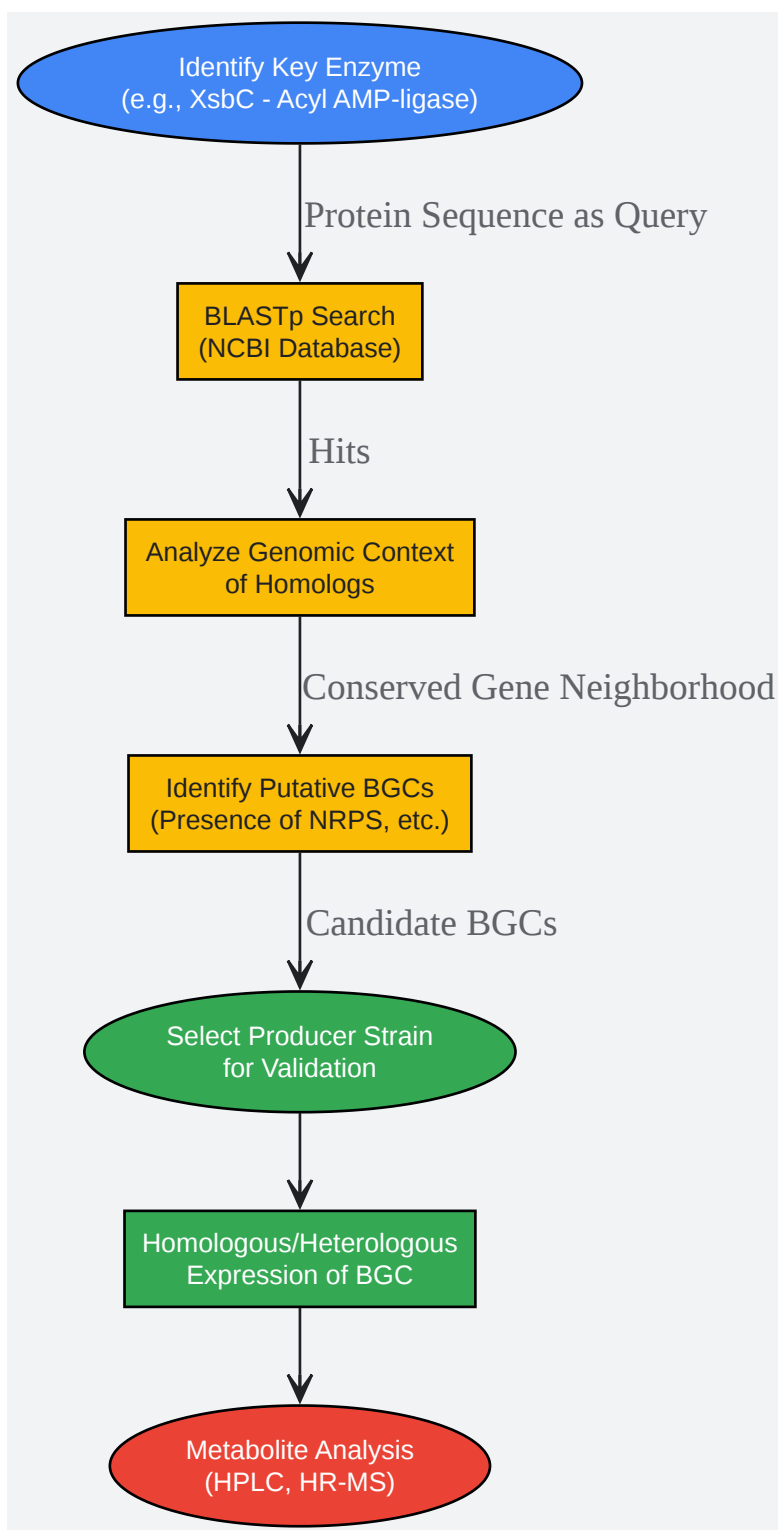 Identify Key Enzyme
(e.g., XsbC - Acyl AMP-ligase)
Protein Sequence as Query
BLASTp Search
(NCBI Database)
Hits
Analyze Genomic Context
of Homologs
Conserved Gene Neighborhood
Identify Putative BGCs
(Presence of NRPS, etc.)
Candidate BGCs
Select Producer Strain
for Validation
Homologous/Heterologous
Expression of BGC
Metabolite Analysis
(HPLC, HR-MS)